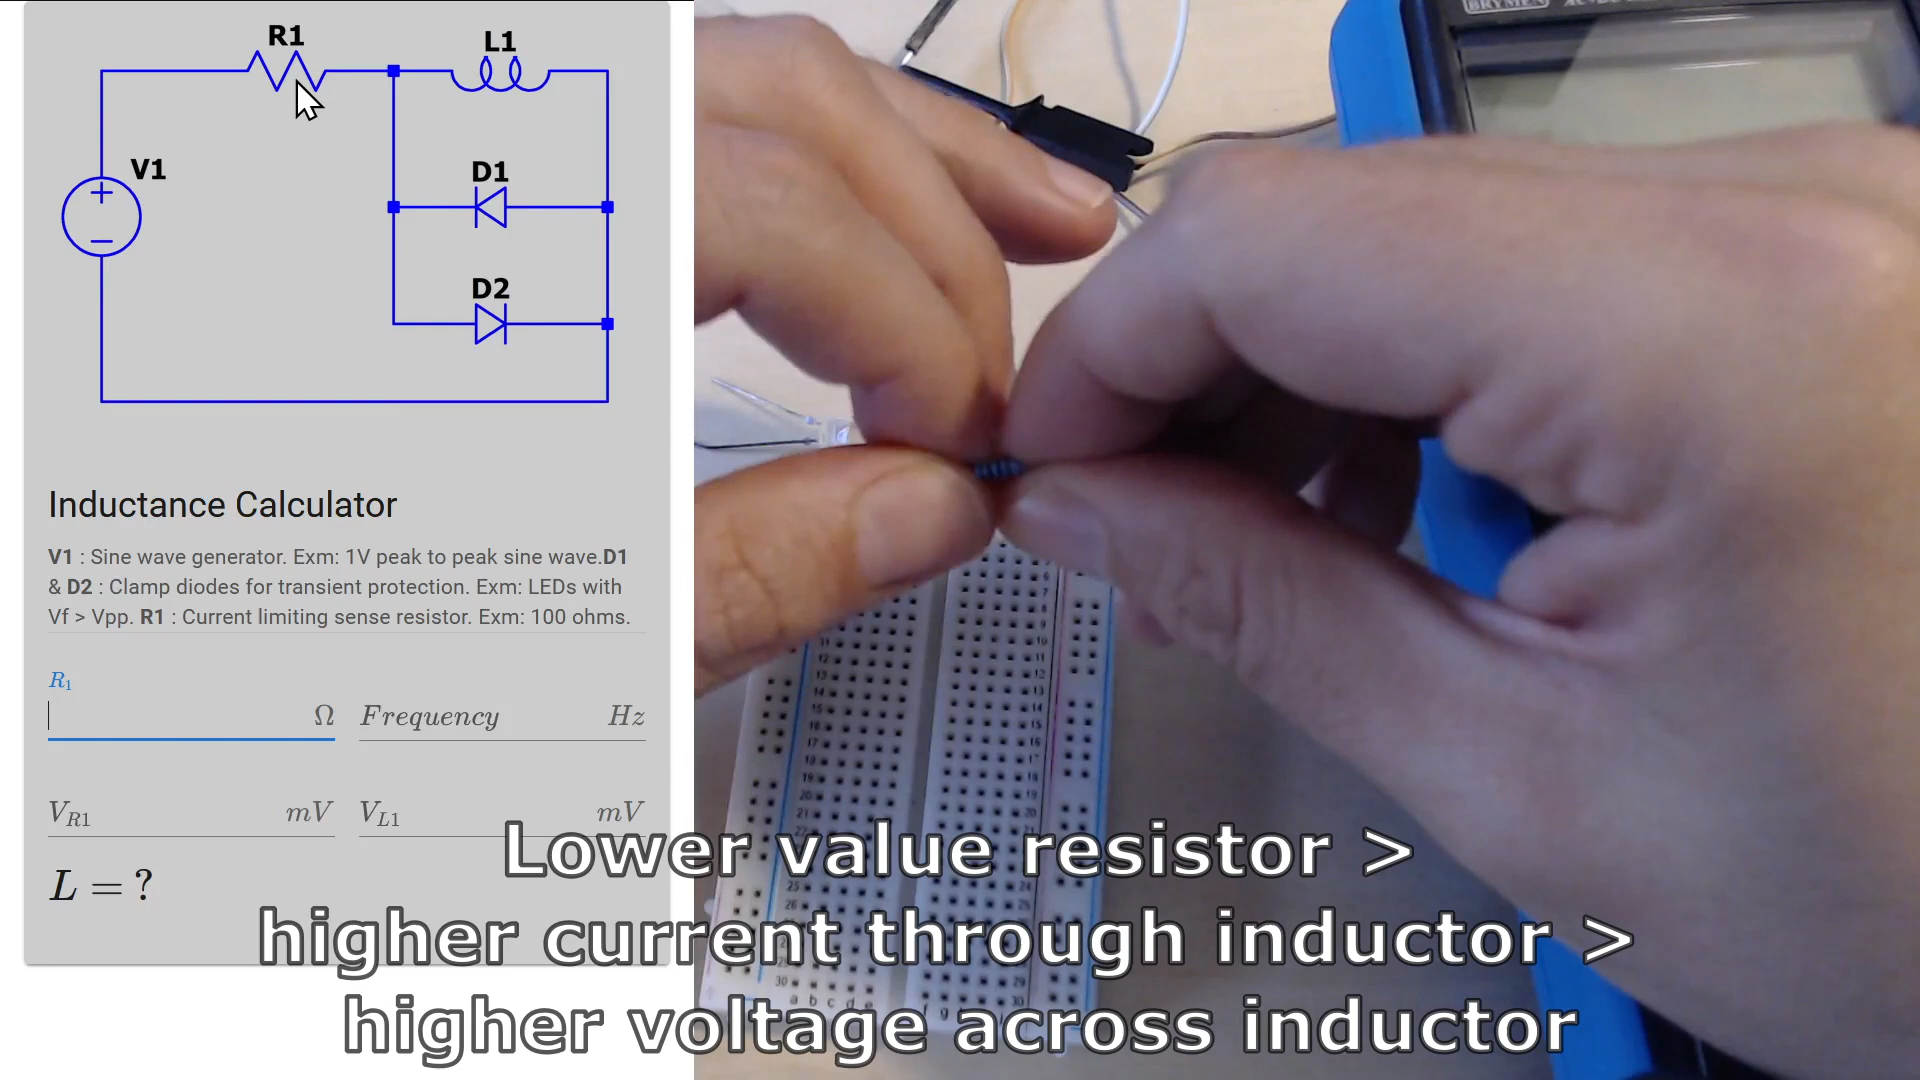 R1
L1
V1
D1
D2
Inductance Calculator
V1 : Sine wave generator. Exm: 1V peak to peak sine wave.D1
& D2 : Clamp diodes for transient protection. Exm: LEDs with
Vf > Vpp. R1 : Current limiting sense resistor. Exm: 100 ohms.
R1
Ω Frequency Hz
VR1 mV VL1 mV
L = ?
BRYMEN
Lower value resistor >
higher current through inductor >
higher voltage across inductor